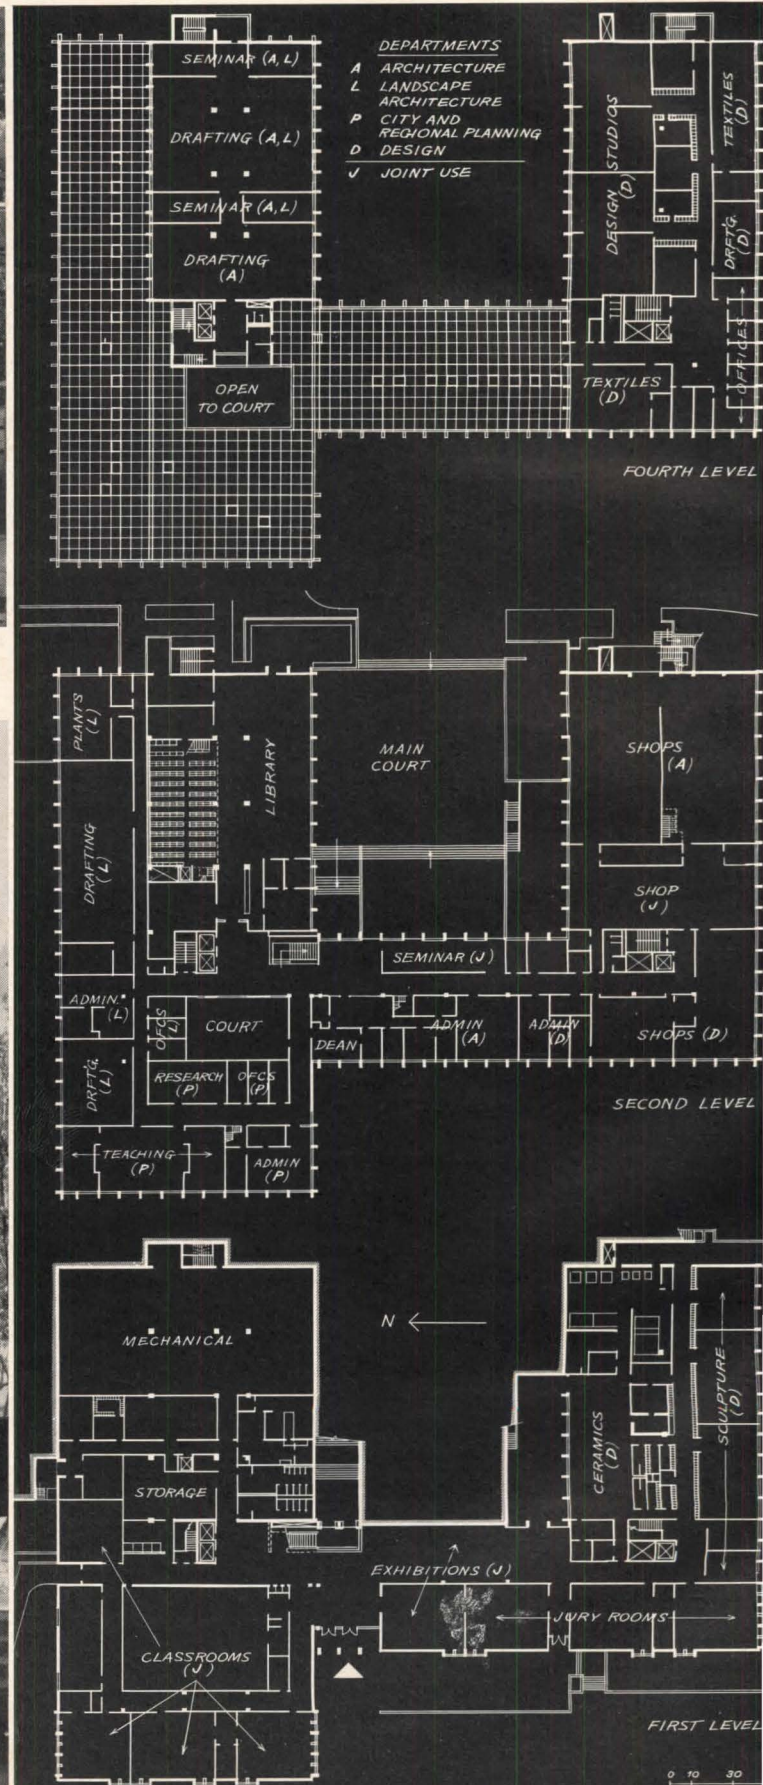 DEPARTMENTS
A ARCHITECTURE
L LANDSCAPE
ARCHITECTURE
P CITY AND
REGIONAL PLANNING
D DESIGN
J JOINT USE
SEMINAR (A, L)
DRAFTING (A, L)
SEMINAR (A, L)
DRAFTING
(A)
OPEN
TO COURT
DESIGN STUDIOS
(D)
TEXTILES
(D)
DRFT'G.
(D)
OFFICES
TEXTILES
(D)
FOURTH LEVEL
PLANTS
(L)
DRAFTING
(L)
LIBRARY
MAIN
COURT
SHOPS
(A)
SHOP
(J)
SEMINAR (J)
ADMIN.
(L)
OFCS
(L)
COURT
DEAN
ADMIN
(A)
ADMIN
(D)
SHOPS (D)
DRFT'G.
(L)
RESEARCH
(P)
OFCS
(P)
TEACHING
(P)
ADMIN
(P)
SECOND LEVEL
MECHANICAL
N
STORAGE
CERAMICS
(D)
SCULPTURE
(D)
EXHIBITIONS (J)
JURY ROOMS
CLASSROOMS
(J)
FIRST LEVEL
0 10 30